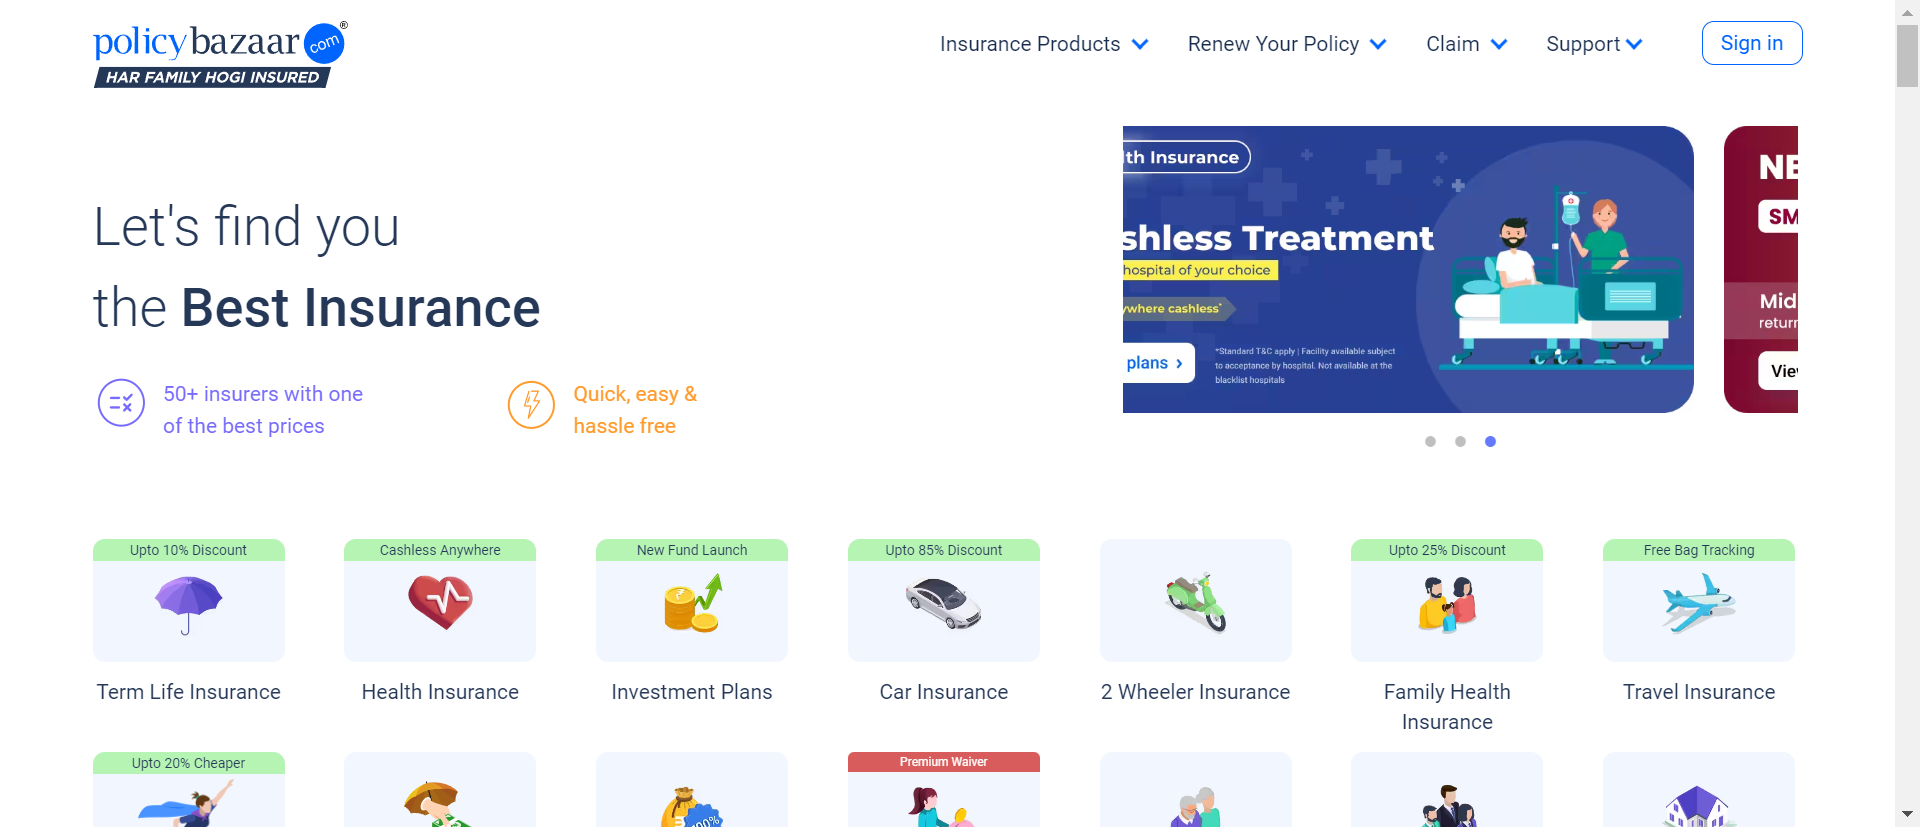 policybazaar.com®
HAR FAMILY HOGI INSURED
Insurance Products
Renew Your Policy
Claim
Support
Sign in
Let's find you
the Best Insurance
50+ insurers with one
of the best prices
Quick, easy &
hassle free
lth Insurance
shless Treatment
hospital of your choice
ywhere cashless*
plans ›
*Standard T&C apply | Facility available subject
to acceptance by hospital. Not available at the
blacklist hospitals
NE
SM
Mid
return
View
Upto 10% Discount
Term Life Insurance
Cashless Anywhere
Health Insurance
New Fund Launch
Investment Plans
Upto 85% Discount
Car Insurance
2 Wheeler Insurance
Upto 25% Discount
Family Health
Insurance
Free Bag Tracking
Travel Insurance
Upto 20% Cheaper
100%
Premium Waiver